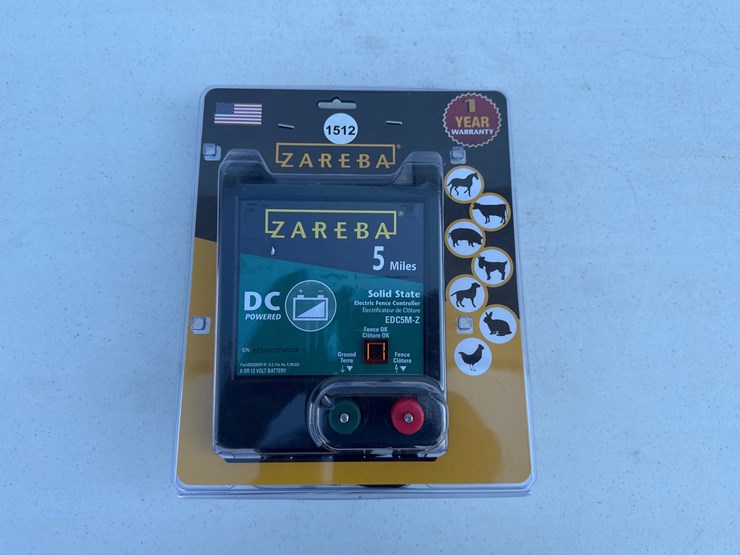 1512
ZAREBA®
1
YEAR
WARRANTY
ZAREBA®
5 Miles
DC
POWERED
Solid State
Electric Fence Controller
Électrificateur de Clôture
EDC5M-Z
Fence OK
Clôture OK
Ground
Terre
Fence
Clôture
S/N:
6 OR 12 VOLT BATTERY